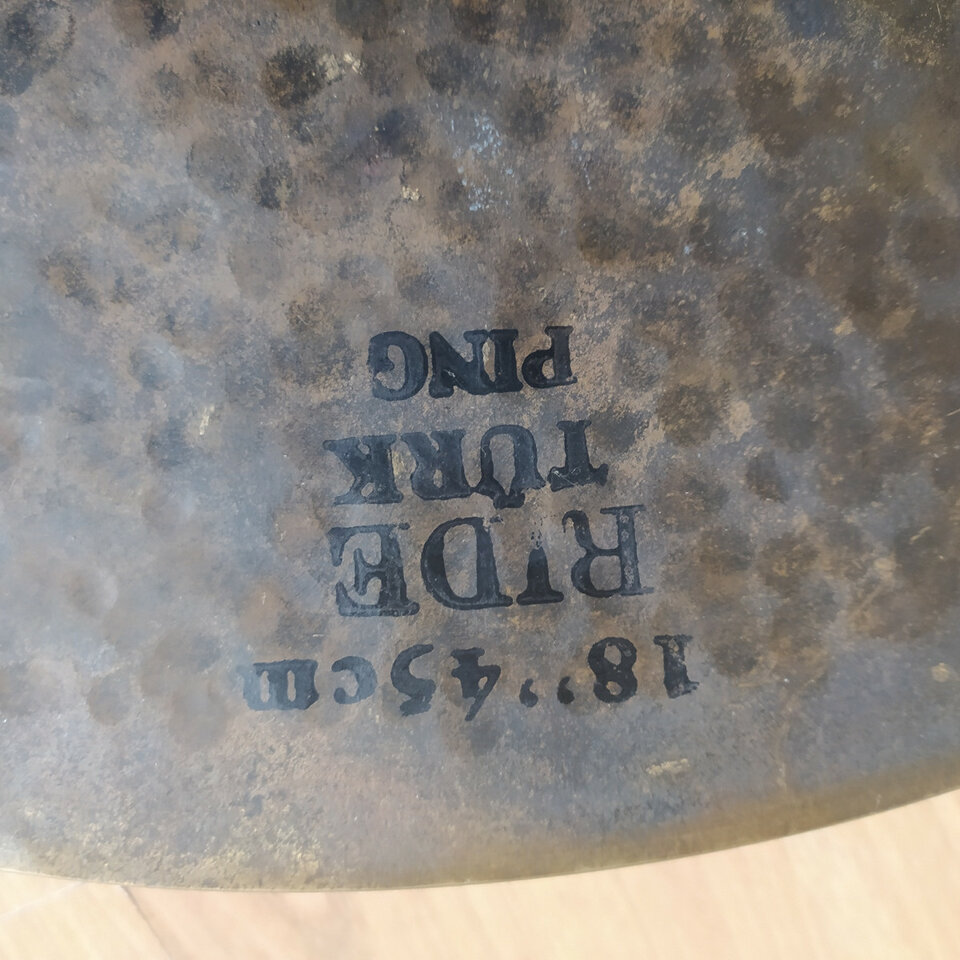 18" 45cm
RIDE
TÜRK
PING